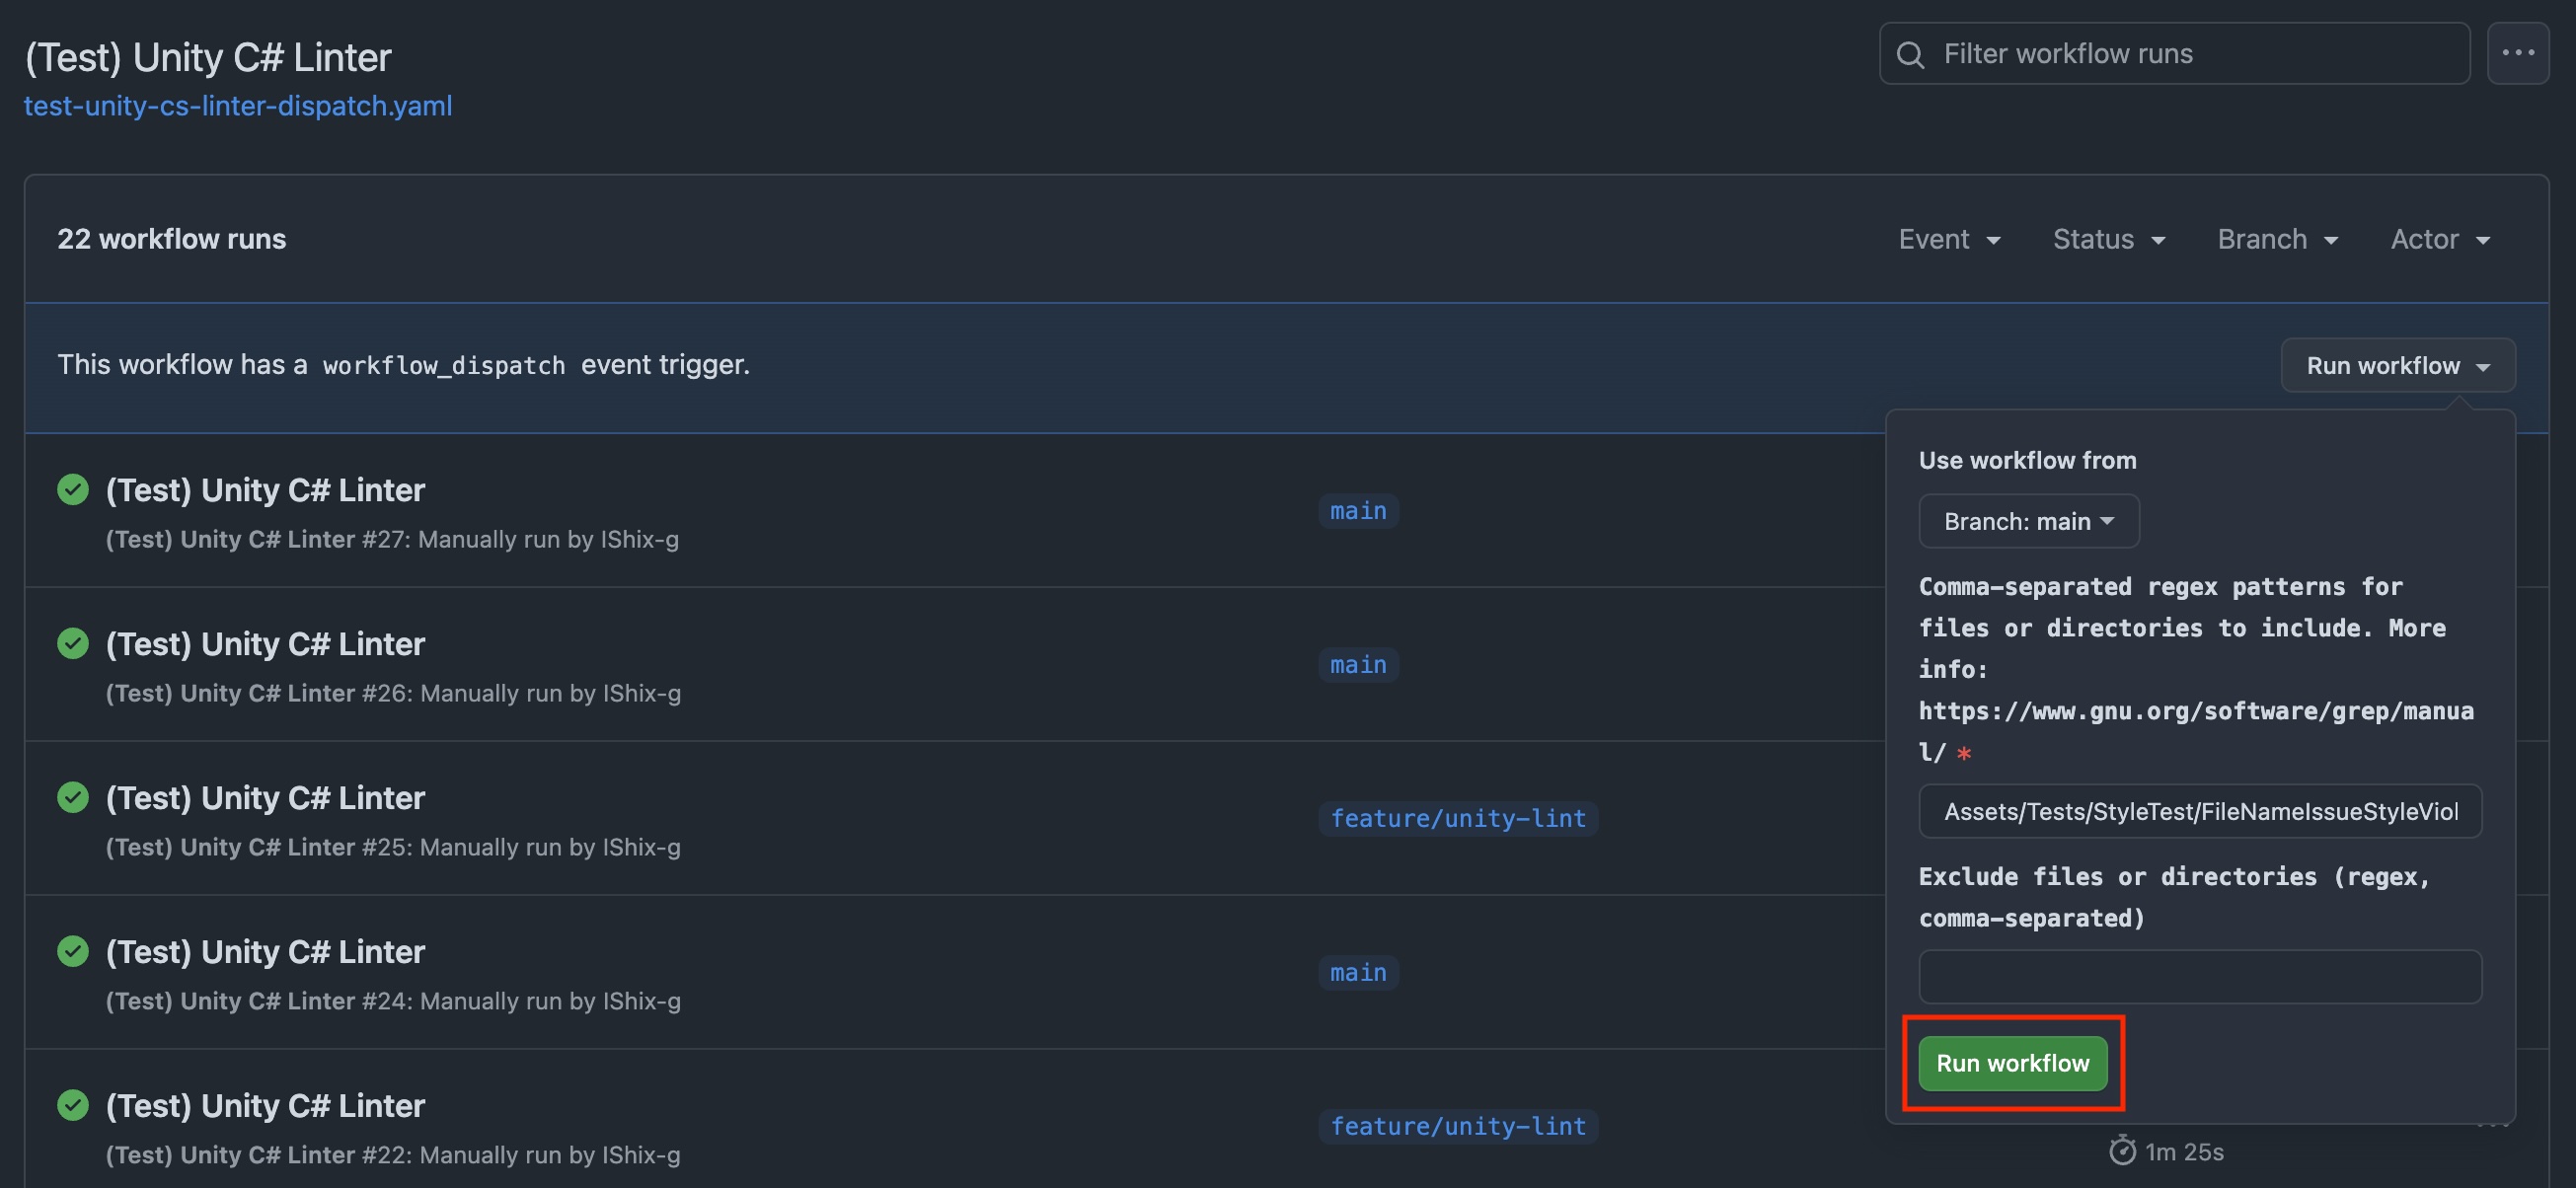 (Test) Unity C# Linter
test-unity-cs-linter-dispatch.yaml
Filter workflow runs
22 workflow runs
Event
Status
Branch
Actor
This workflow has a workflow_dispatch event trigger.
Run workflow
(Test) Unity C# Linter
(Test) Unity C# Linter #27: Manually run by IShix-g
main
(Test) Unity C# Linter
(Test) Unity C# Linter #26: Manually run by IShix-g
main
(Test) Unity C# Linter
(Test) Unity C# Linter #25: Manually run by IShix-g
feature/unity-lint
(Test) Unity C# Linter
(Test) Unity C# Linter #24: Manually run by IShix-g
main
(Test) Unity C# Linter
(Test) Unity C# Linter #22: Manually run by IShix-g
feature/unity-lint
1m 25s
Use workflow from
Branch: main
Comma-separated regex patterns for
files or directories to include. More
info:
https://www.gnu.org/software/grep/manua
l/ *
Assets/Tests/StyleTest/FileNameIssueStyleViol
Exclude files or directories (regex,
comma-separated)
Run workflow